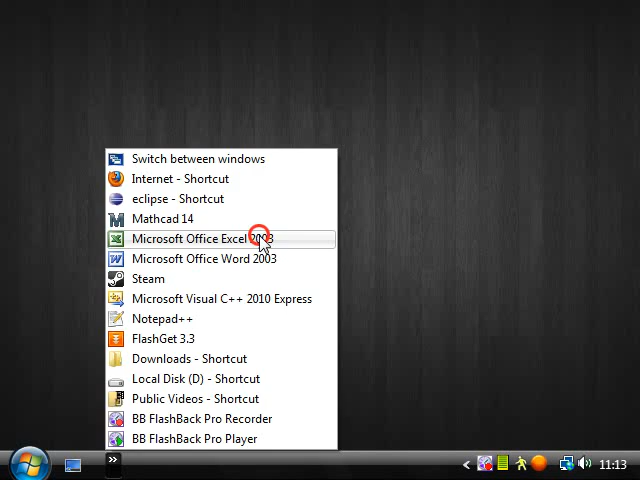 Switch between windows
Internet - Shortcut
eclipse - Shortcut
Mathcad 14
Microsoft Office Excel 2003
Microsoft Office Word 2003
Steam
Microsoft Visual C++ 2010 Express
Notepad++
FlashGet 3.3
Downloads - Shortcut
Local Disk (D) - Shortcut
Public Videos - Shortcut
BB FlashBack Pro Recorder
BB FlashBack Pro Player
11:13